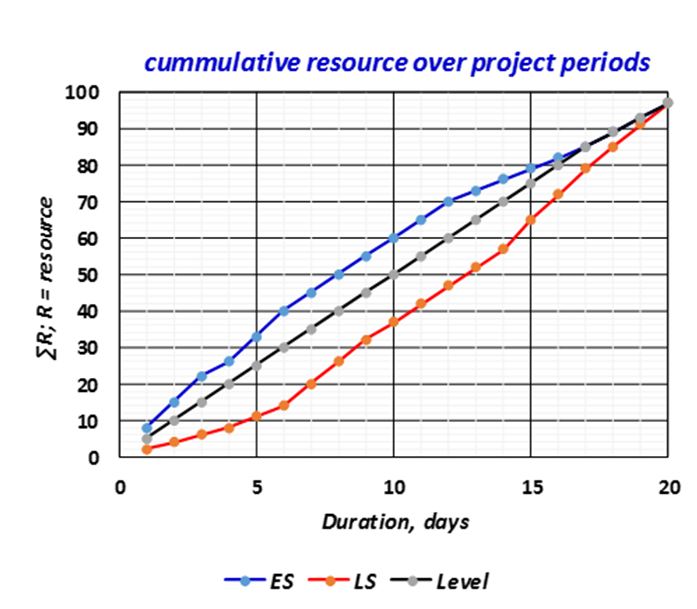 cummulative resource over project periods
100
90
80
70
60
50
40
30
20
10
0
∑R; R = resource
0 5 10 15 20
Duration, days
ES LS Level